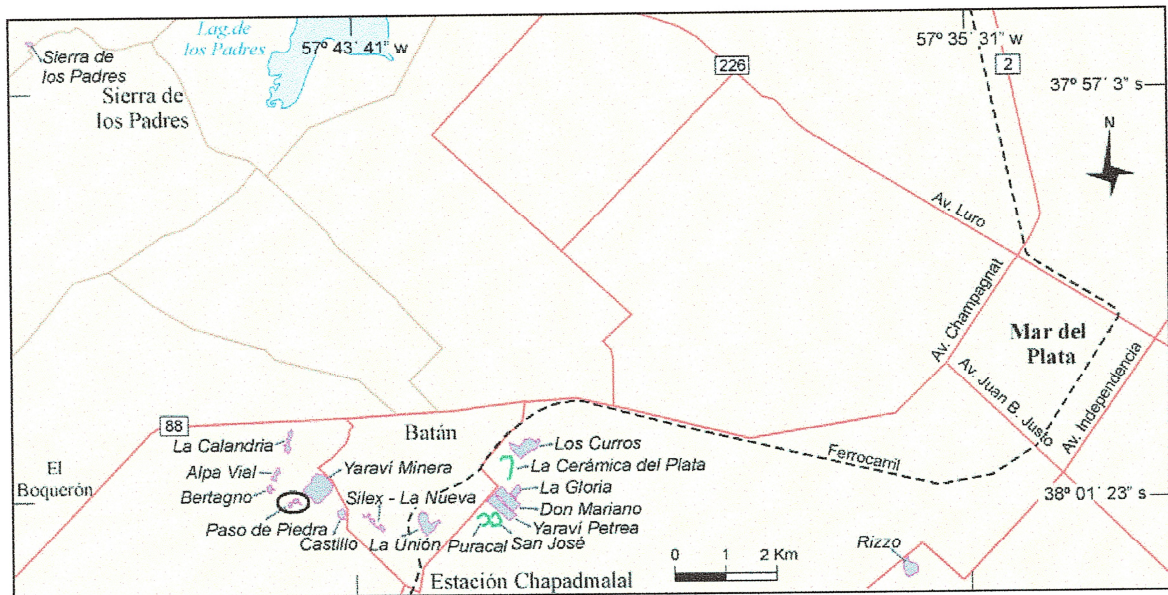 Lag. de
los Padres
57º 43´ 41" w
57º 35´ 31" w
Sierra de
los Padres
226
2
37º 57´ 3" s
Sierra de
los Padres
N
Av. Luro
Av. Champagnat
Mar del
Plata
Av. Juan B. Justo
Av. Independencia
88
Batán
La Calandria
Los Curros
Ferrocarril
El
Boquerón
Alpa Vial
Yaraví Minera
La Cerámica del Plata
Bertagno
Silex - La Nueva
La Gloria
38º 01´ 23" s
Don Mariano
Paso de Piedra
Yaraví Petrea
Castillo
La Unión
Puracal
San José
Rizzo
0 1 2 Km
Estación Chapadmalal